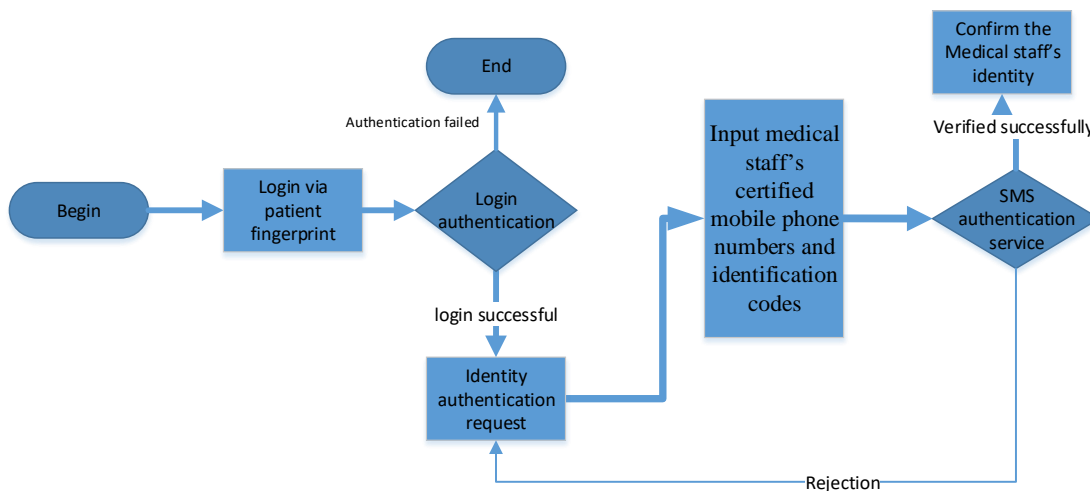 Begin
Login via
patient
fingerprint
Login
authentication
Authentication failed
End
login successful
Identity
authentication
request
Input medical
staff's
certified
mobile phone
numbers and
identification
codes
SMS
authentication
service
Verified successfully
Confirm the
Medical staff's
identity
Rejection